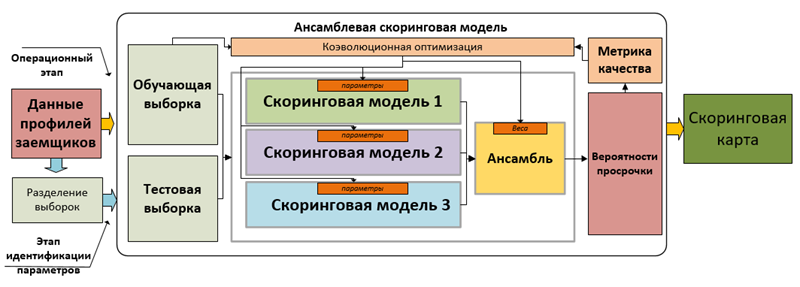 Ансамблевая скоринговая модель
Операционный
этап
Коэволюционная оптимизация
Метрика
качества
Обучающая
выборка
Данные
профилей
заемщиков
параметры
Скоринговая модель 1
параметры
Скоринговая модель 2
параметры
Скоринговая модель 3
Веса
Ансамбль
Вероятности
просрочки
Скоринговая
карта
Разделение
выборок
Тестовая
выборка
Этап
идентификации
параметров